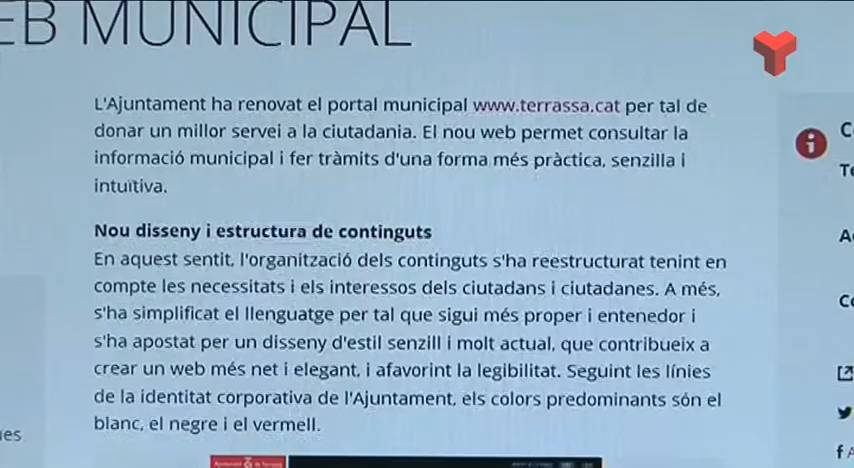 EB MUNICIPAL
L'Ajuntament ha renovat el portal municipal www.terrassa.cat per tal de
donar un millor servei a la ciutadania. El nou web permet consultar la
informació municipal i fer tràmits d'una forma més pràctica, senzilla i
intuïtiva.
Nou disseny i estructura de continguts
En aquest sentit, l'organització dels continguts s'ha reestructurat tenint en
compte les necessitats i els interessos dels ciutadans i ciutadanes. A més,
s'ha simplificat el llenguatge per tal que sigui més proper i entenedor i
s'ha apostat per un disseny d'estil senzill i molt actual, que contribueix a
crear un web més net i elegant, i afavorint la legibilitat. Seguint les línies
de la identitat corporativa de l'Ajuntament, els colors predominants són el
blanc, el negre i el vermell.